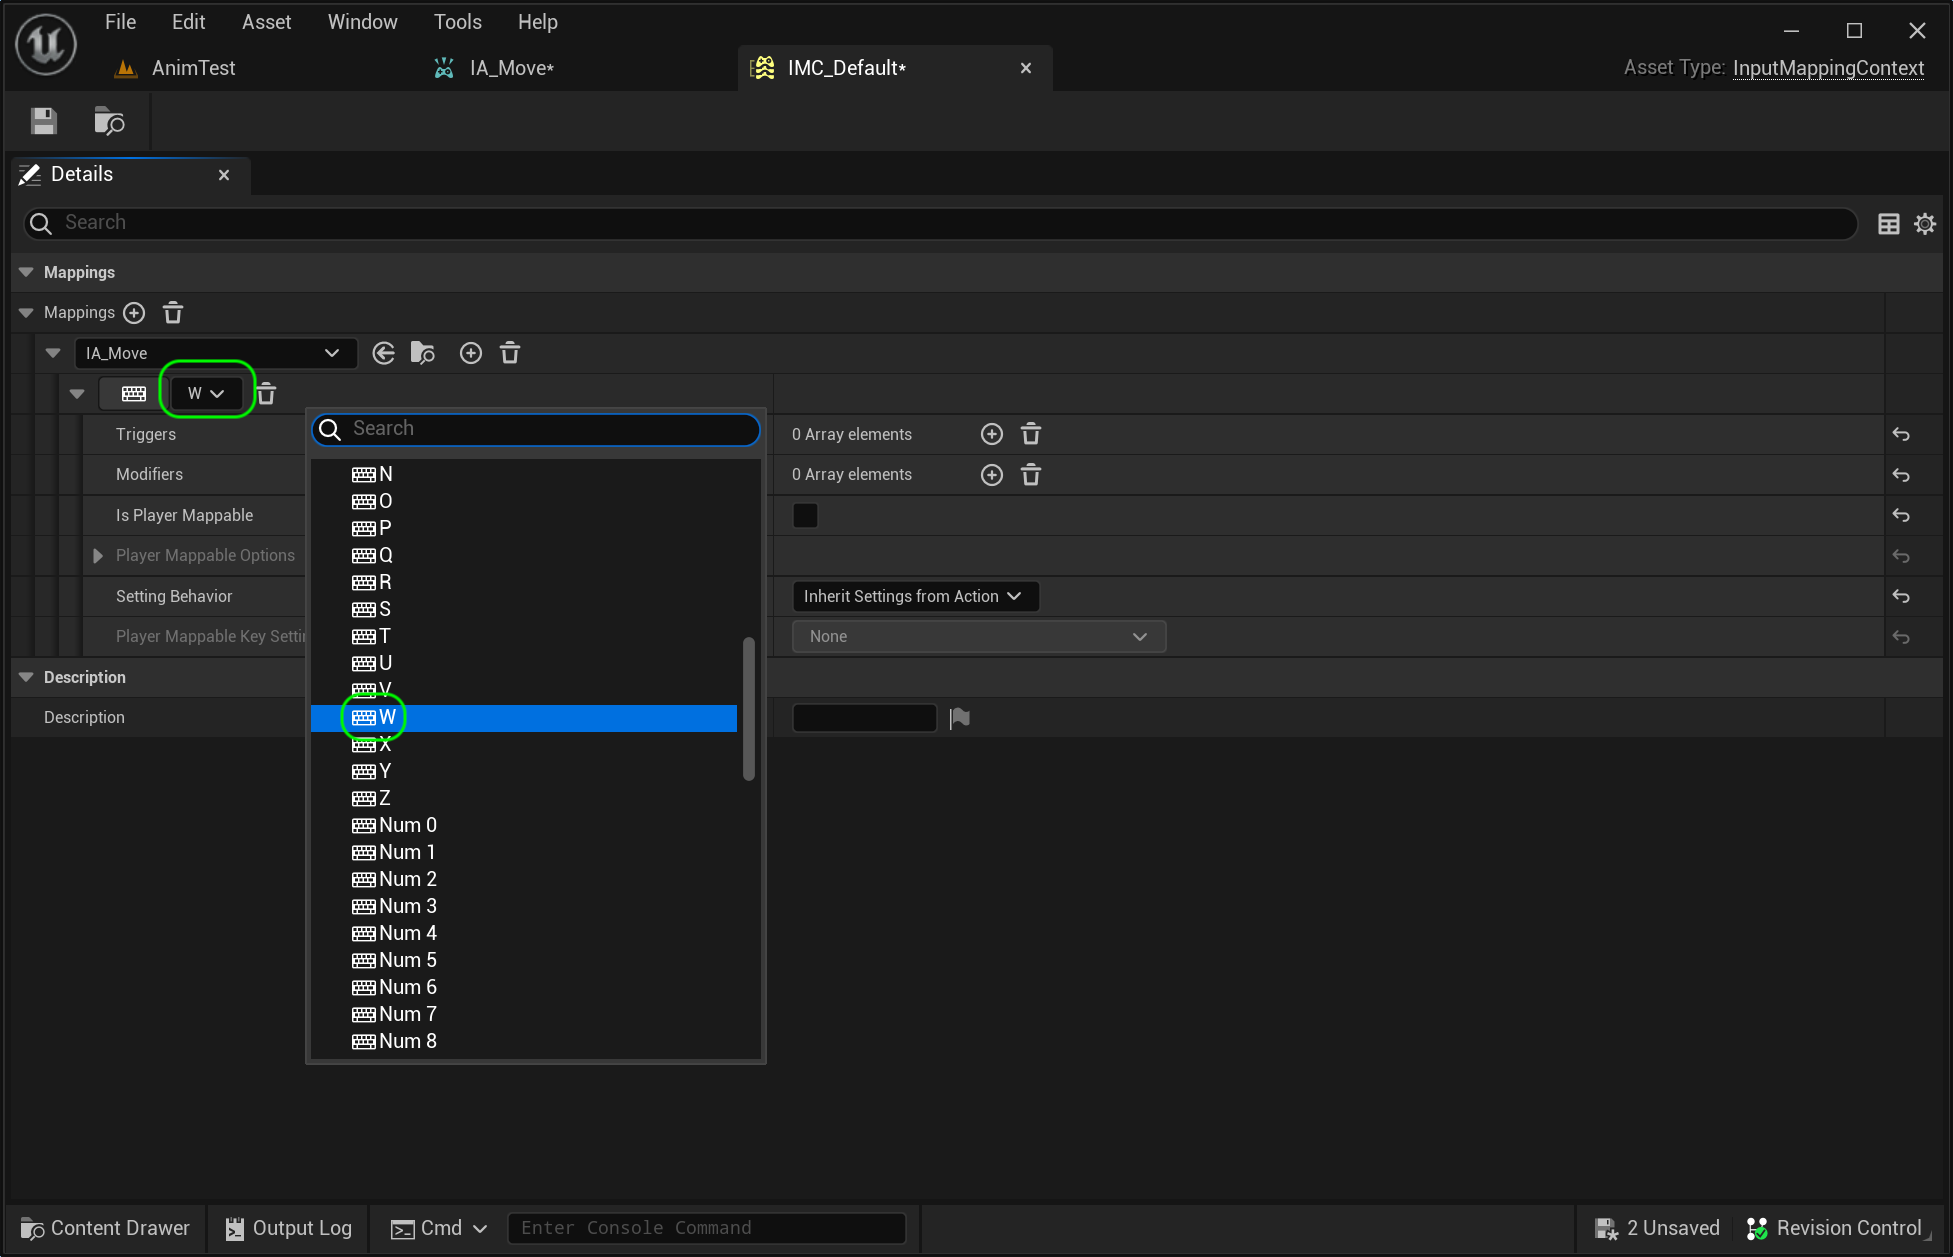 File Edit Asset Window Tools Help
AnimTest IA_Move* IMC_Default* Asset Type: InputMappingContext
Details
Search
Mappings
Mappings
IA_Move
W
Search
Triggers 0 Array elements
Modifiers 0 Array elements
Is Player Mappable
Player Mappable Options
Setting Behavior Inherit Settings from Action
Player Mappable Key Settin None
Description
Description
N
O
P
Q
R
S
T
U
V
W
X
Y
Z
Num 0
Num 1
Num 2
Num 3
Num 4
Num 5
Num 6
Num 7
Num 8
Content Drawer Output Log Cmd Enter Console Command 2 Unsaved Revision Control